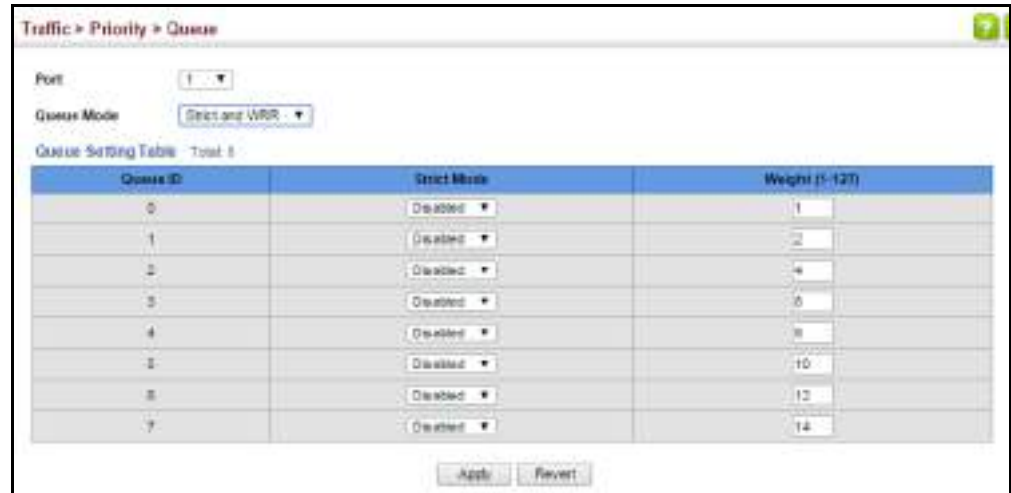 Traffic > Priority > Queue
Port 1
Queue Mode Strict and WRR
Queue Setting Table Total: 8
Queue ID Strict Mode Weight (1-127)
0 Disabled 1
1 Disabled 2
2 Disabled 4
3 Disabled 6
4 Disabled 8
5 Disabled 10
6 Disabled 12
7 Disabled 14
Apply Revert